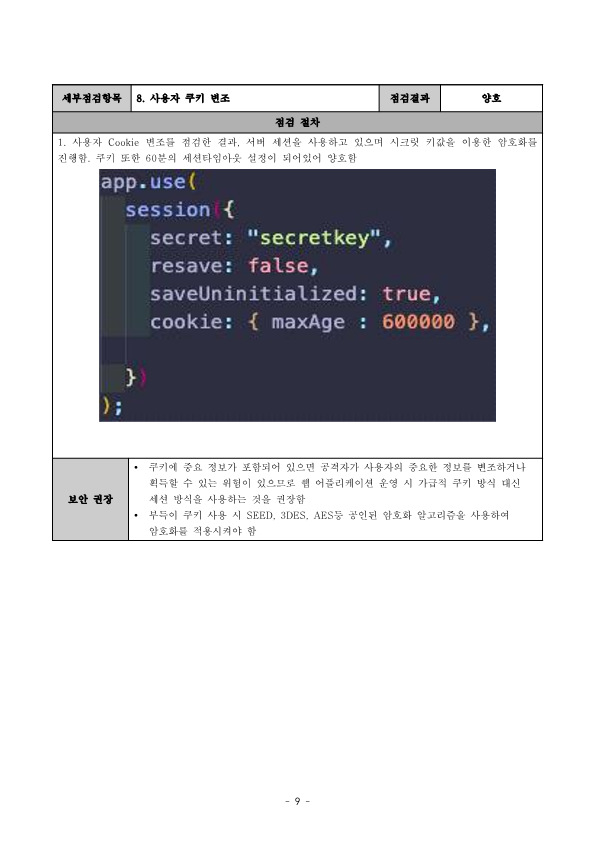 세부점검항목 8. 사용자 쿠키 변조 점검결과 양호
점검 절차
1. 사용자 Cookie 변조를 점검한 결과, 서버 세션을 사용하고 있으며 시크릿 키값을 이용한 암호화를
진행함. 쿠키 또한 60분의 세션타임아웃 설정이 되어있어 양호함
app.use(
session({
secret: "secretkey",
resave: false,
saveUninitialized: true,
cookie: { maxAge : 600000 },
})
);
보안 권장
• 쿠키에 중요 정보가 포함되어 있으면 공격자가 사용자의 중요한 정보를 변조하거나
획득할 수 있는 위험이 있으므로 웹 어플리케이션 운영 시 가급적 쿠키 방식 대신
세션 방식을 사용하는 것을 권장함
• 부득이 쿠키 사용 시 SEED, 3DES, AES등 공인된 암호화 알고리즘을 사용하여
암호화를 적용시켜야 함
- 9 -